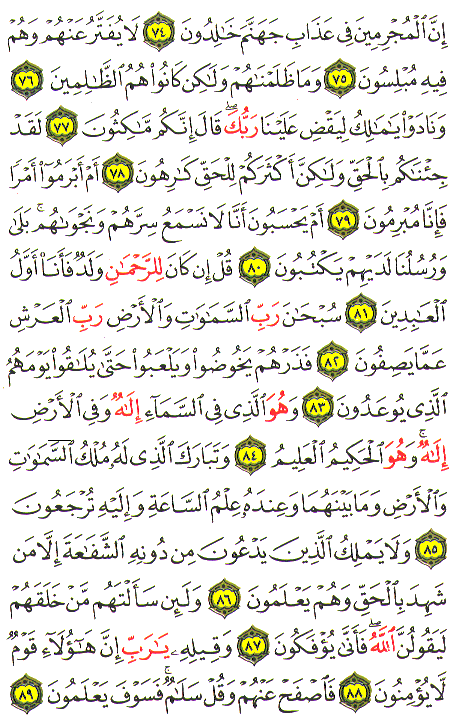 إِنَّ ٱلْمُجْرِمِينَ فِى عَذَابِ جَهَنَّمَ خَٰلِدُونَ ٧٤ لَا يُفَتَّرُ عَنْهُمْ وَهُمْ
فِيهِ مُبْلِسُونَ ٧٥ وَمَا ظَلَمْنَٰهُمْ وَلَٰكِن كَانُوا۟ هُمُ ٱلظَّٰلِمِينَ ٧٦
وَنَادَوْا۟ يَٰمَٰلِكُ لِيَقْضِ عَلَيْنَا رَبُّكَ ۖ قَالَ إِنَّكُم مَّٰكِثُونَ ٧٧ لَقَدْ
جِئْنَٰكُم بِٱلْحَقِّ وَلَٰكِنَّ أَكْثَرَكُمْ لِلْحَقِّ كَٰرِهُونَ ٧٨ أَمْ أَبْرَمُوٓا۟ أَمْرًا
فَإِنَّا مُبْرِمُونَ ٧٩ أَمْ يَحْسَبُونَ أَنَّا لَا نَسْمَعُ سِرَّهُمْ وَنَجْوَىٰهُم ۚ بَلَىٰ
وَرُسُلُنَا لَدَيْهِمْ يَكْتُبُونَ ٨٠ قُلْ إِن كَانَ لِلرَّحْمَٰنِ وَلَدٌ فَأَنَا۠ أَوَّلُ
ٱلْعَٰبِدِينَ ٨١ سُبْحَٰنَ رَبِّ ٱلسَّمَٰوَٰتِ وَٱلْأَرْضِ رَبِّ ٱلْعَرْشِ
عَمَّا يَصِفُونَ ٨٢ فَذَرْهُمْ يَخُوضُوا۟ وَيَلْعَبُوا۟ حَتَّىٰ يُلَٰقُوا۟ يَوْمَهُمُ
ٱلَّذِى يُوعَدُونَ ٨٣ وَهُوَ ٱلَّذِى فِى ٱلسَّمَآءِ إِلَٰهٌ وَفِى ٱلْأَرْضِ
إِلَٰهٌ ۚ وَهُوَ ٱلْحَكِيمُ ٱلْعَلِيمُ ٨٤ وَتَبَارَكَ ٱلَّذِى لَهُۥ مُلْكُ ٱلسَّمَٰوَٰتِ
وَٱلْأَرْضِ وَمَا بَيْنَهُمَا وَعِندَهُۥ عِلْمُ ٱلسَّاعَةِ وَإِلَيْهِ تُرْجَعُونَ
٨٥ وَلَا يَمْلِكُ ٱلَّذِينَ يَدْعُونَ مِن دُونِهِ ٱلشَّفَٰعَةَ إِلَّا مَن
شَهِدَ بِٱلْحَقِّ وَهُمْ يَعْلَمُونَ ٨٦ وَلَئِن سَأَلْتَهُم مَّنْ خَلَقَهُمْ
لَيَقُولُنَّ ٱللَّهُ ۖ فَأَنَّىٰ يُؤْفَكُونَ ٨٧ وَقِيلِهِۦ يَٰرَبِّ إِنَّ هَٰٓؤُلَآءِ قَوْمٌ
لَّا يُؤْمِنُونَ ٨٨ فَٱصْفَحْ عَنْهُمْ وَقُلْ سَلَٰمٌ ۚ فَسَوْفَ يَعْلَمُونَ ٨٩